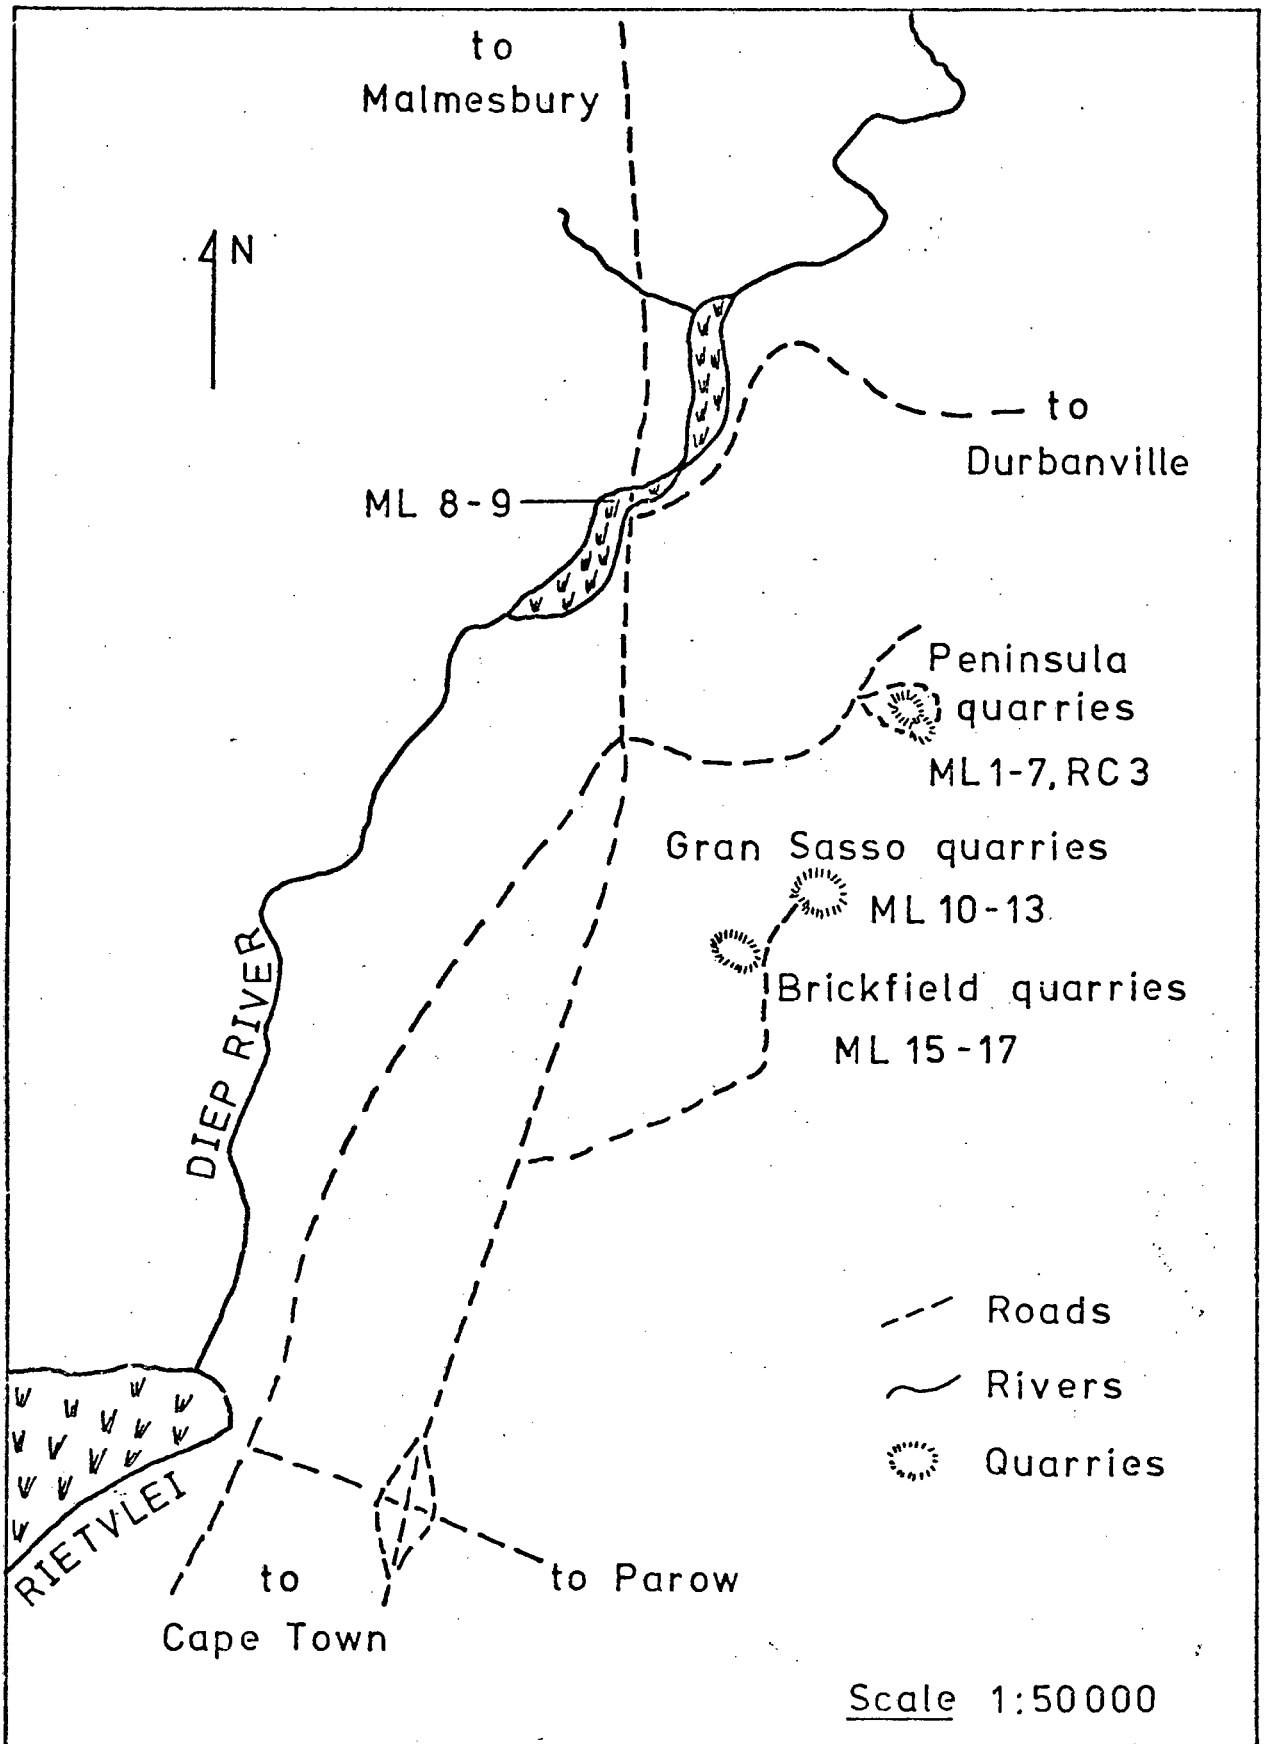 to
Malmesbury
N
to
Durbanville
ML 8-9
Peninsula
quarries
ML 1-7, RC 3
Gran Sasso quarries
ML 10-13
Brickfield quarries
ML 15-17
DIEP RIVER
Roads
Rivers
Quarries
RIETVLEI
to
Cape Town
to Parow
Scale 1:50000